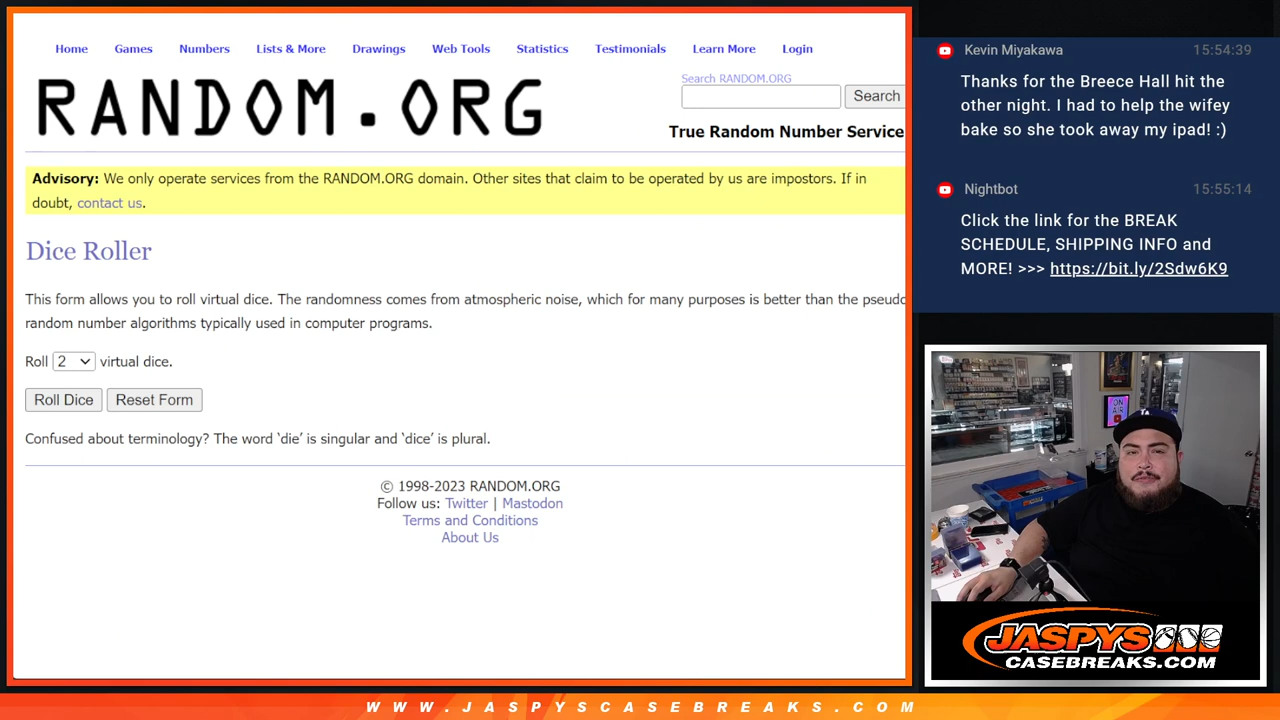 Home Games Numbers Lists & More Drawings Web Tools Statistics Testimonials Learn More Login
RANDOM.ORG
Search RANDOM.ORG
Search
True Random Number Service
Advisory: We only operate services from the RANDOM.ORG domain. Other sites that claim to be operated by us are impostors. If in
doubt, contact us.
Dice Roller
This form allows you to roll virtual dice. The randomness comes from atmospheric noise, which for many purposes is better than the pseudo
random number algorithms typically used in computer programs.
Roll 2 virtual dice.
Roll Dice Reset Form
Confused about terminology? The word ‘die’ is singular and ‘dice’ is plural.
© 1998-2023 RANDOM.ORG
Follow us: Twitter | Mastodon
Terms and Conditions
About Us
Kevin Miyakawa 15:54:39
Thanks for the Breece Hall hit the
other night. I had to help the wifey
bake so she took away my ipad! :)
Nightbot 15:55:14
Click the link for the BREAK
SCHEDULE, SHIPPING INFO and
MORE! >>> https://bit.ly/2Sdw6K9
ON
AIR
JASPYS
CASEBREAKS.COM
WWW.JASPYSCASEBREAKS.COM